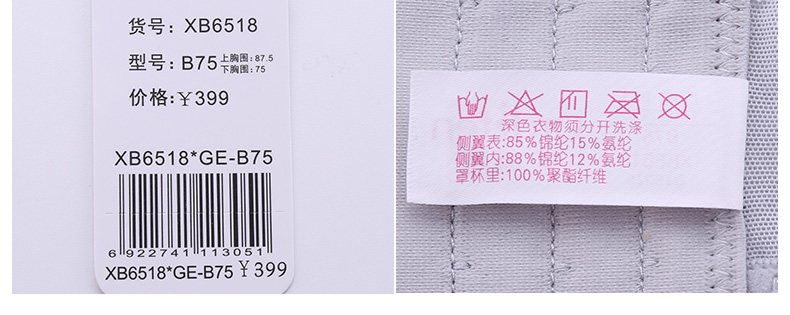 货号: XB6518
型号: B75 上胸围: 87.5
下胸围: 75
价格: ￥399
XB6518*GE-B75
6 922741 113051
XB6518*GE-B75 ￥399
深色衣物须分开洗涤
侧翼表:85%锦纶15%氨纶
侧翼内:88%锦纶12%氨纶
罩杯里:100%聚酯纤维